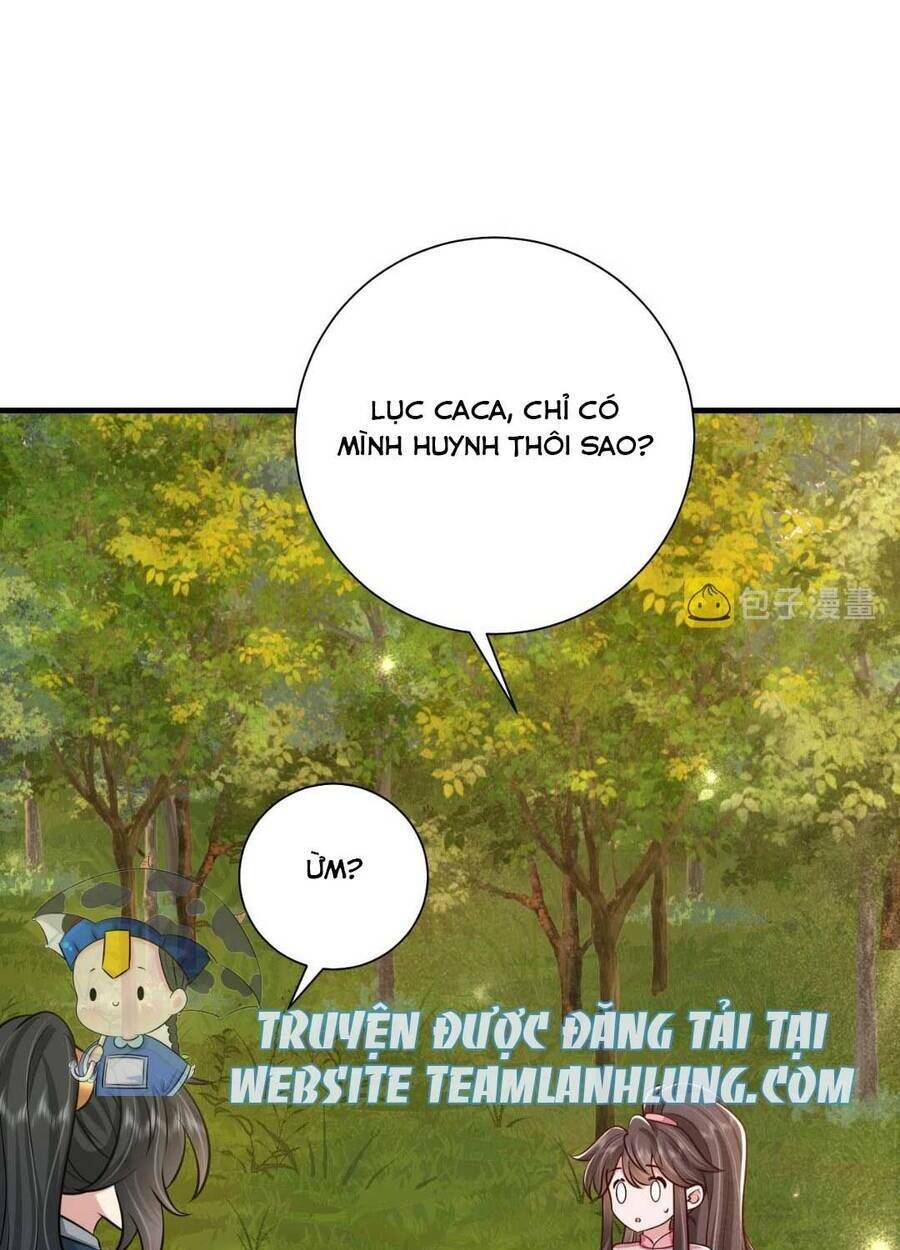 LỤC CACA, CHỈ CÓ
MÌNH HUYNH THÔI SAO?
包子漫畫
ỪM?
TRUYỆN ĐƯỢC ĐĂNG TẢI TẠI
WEBSITE TEAMLANHLUNG.COM